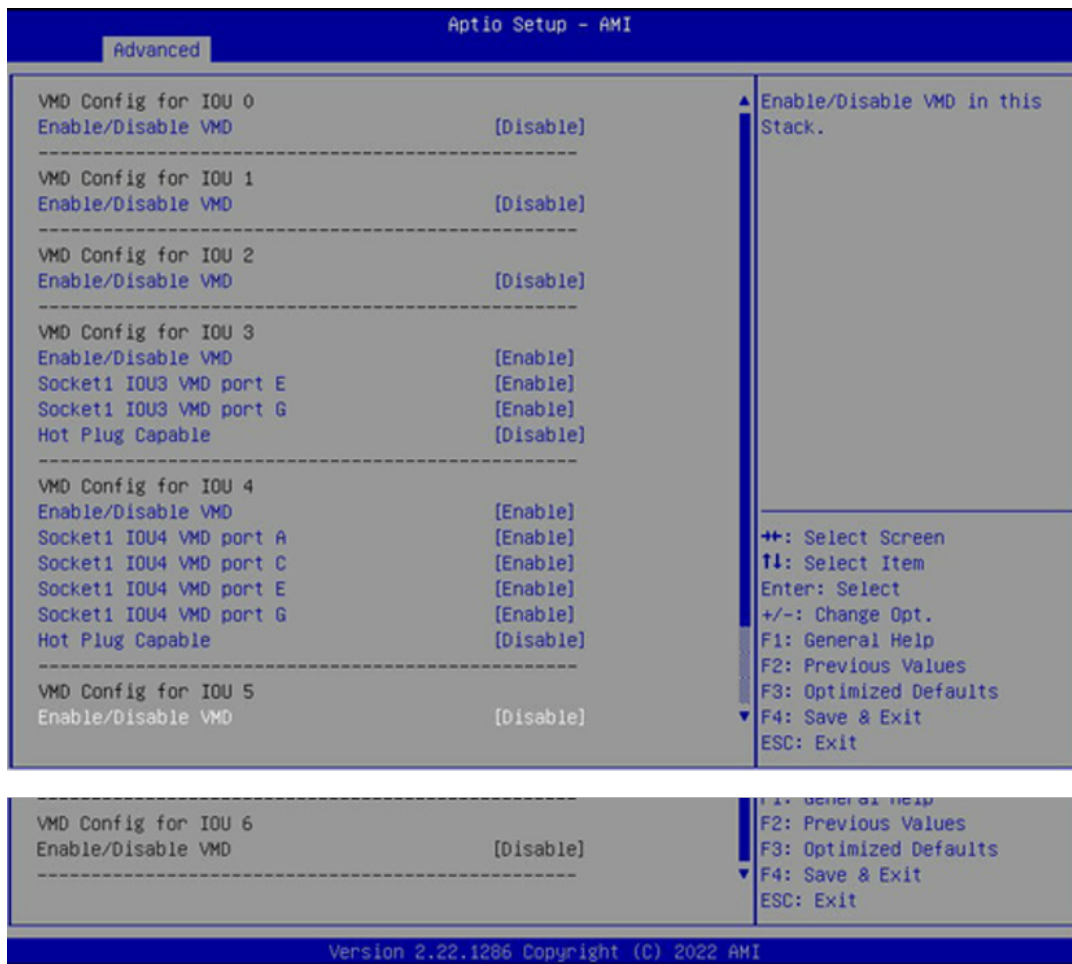 Aptio Setup - AMI
Advanced
VMD Config for IOU 0
Enable/Disable VMD [Disable]
------------------------------------------------
VMD Config for IOU 1
Enable/Disable VMD [Disable]
------------------------------------------------
VMD Config for IOU 2
Enable/Disable VMD [Disable]
------------------------------------------------
VMD Config for IOU 3
Enable/Disable VMD [Enable]
Socket1 IOU3 VMD port E [Enable]
Socket1 IOU3 VMD port G [Enable]
Hot Plug Capable [Disable]
------------------------------------------------
VMD Config for IOU 4
Enable/Disable VMD [Enable]
Socket1 IOU4 VMD port A [Enable]
Socket1 IOU4 VMD port C [Enable]
Socket1 IOU4 VMD port E [Enable]
Socket1 IOU4 VMD port G [Enable]
Hot Plug Capable [Disable]
------------------------------------------------
VMD Config for IOU 5
Enable/Disable VMD [Disable]
Enable/Disable VMD in this
Stack.
→←: Select Screen
↑↓: Select Item
Enter: Select
+/-: Change Opt.
F1: General Help
F2: Previous Values
F3: Optimized Defaults
F4: Save & Exit
ESC: Exit
------------------------------------------------
VMD Config for IOU 6
Enable/Disable VMD [Disable]
------------------------------------------------
F1: General Help
F2: Previous Values
F3: Optimized Defaults
F4: Save & Exit
ESC: Exit
Version 2.22.1286 Copyright (C) 2022 AMI